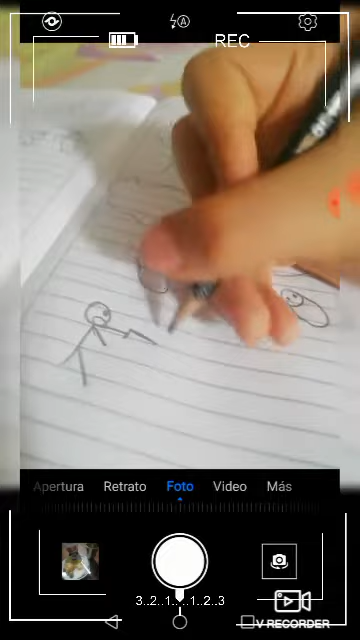 A
REC
Apertura Retrato Foto Video Más
3..2..1..⁠.1..2..3
V RECORDER